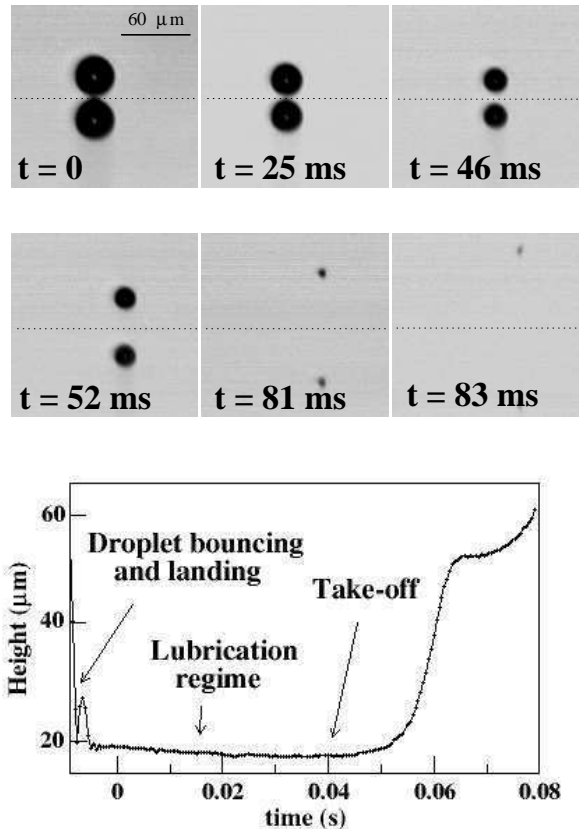 60 μm
t = 0
t = 25 ms
t = 46 ms
t = 52 ms
t = 81 ms
t = 83 ms
60
Droplet bouncing
and landing
Take-off
40
Lubrication
regime
20
Height (μm)
0
0.02
0.04
0.06
0.08
time (s)